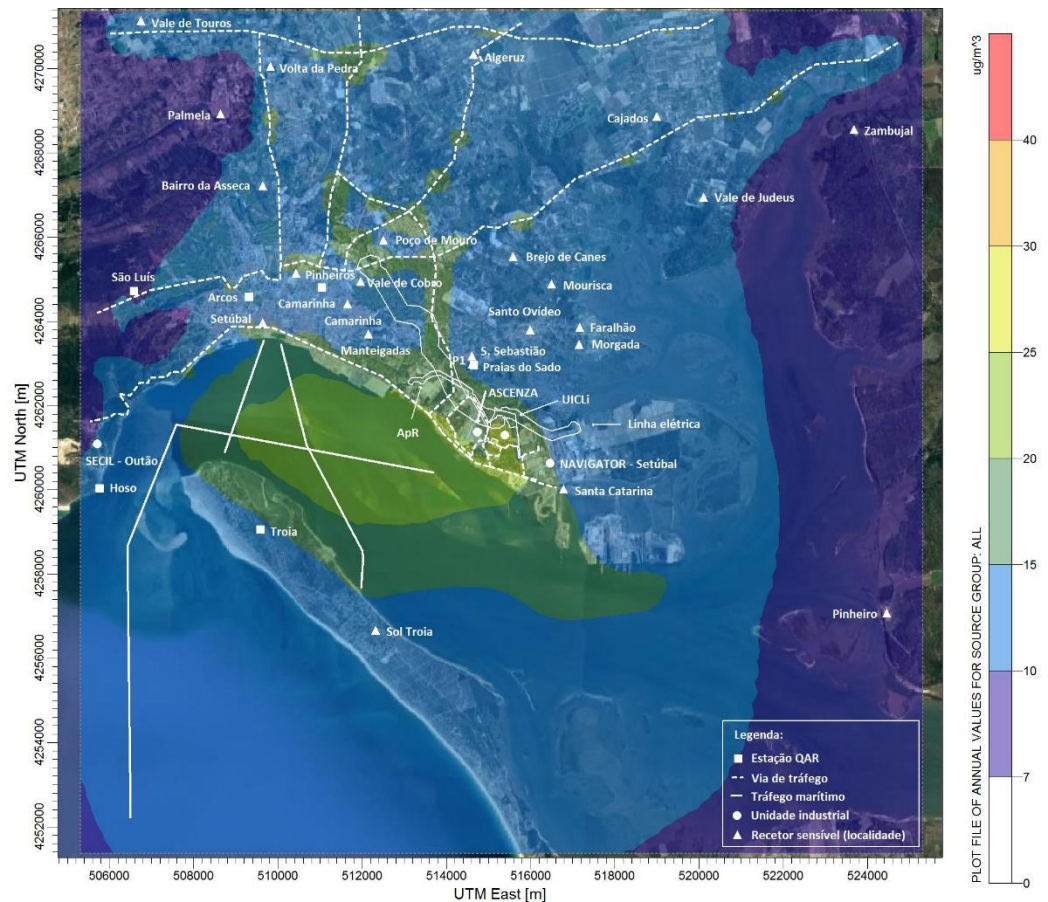 Vale de Touros
Volta da Pedra
Algeruz
Palmela
Cajados
Zambujal
Bairro da Asseca
Vale de Judeus
Poço de Mouro
Brejo de Canes
São Luís
Pinheiros
Vale de Cobro
Mourisca
Arcos
Camarinha
Camarinha
Santo Ovídeo
Setúbal
Faralhão
Manteigadas
Morgada
P1
S. Sebastião
Praias do Sado
ASCENZA
UICLi
ApR
Linha elétrica
SECIL - Outão
NAVIGATOR - Setúbal
Hoso
Santa Catarina
Troia
Pinheiro
Sol Troia
Legenda:
Estação QAR
Via de tráfego
Tráfego marítimo
Unidade industrial
Recetor sensível (localidade)
UTM North [m]
4270000
4268000
4266000
4264000
4262000
4260000
4258000
4256000
4254000
4252000
506000
508000
510000
512000
514000
516000
518000
520000
522000
524000
UTM East [m]
ug/m^3
40
30
25
20
15
10
7
0
PLOT FILE OF ANNUAL VALUES FOR SOURCE GROUP: ALL